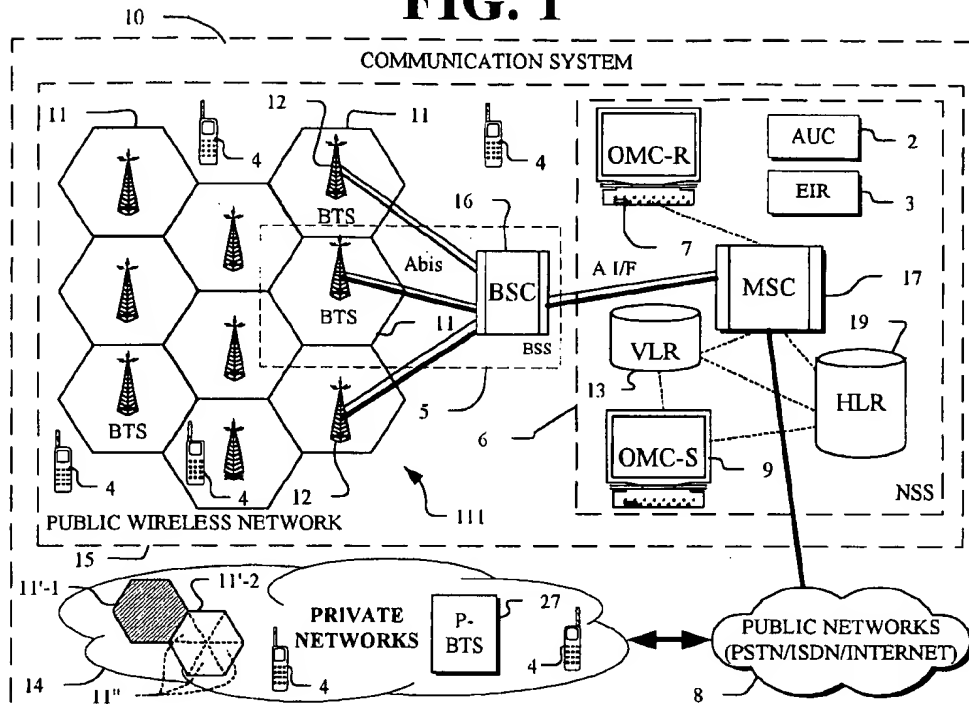 FIG. 1
10
COMMUNICATION SYSTEM
11
12
11
4
4
OMC-R
AUC
2
EIR
3
BTS
16
7
Abis
BSC
A I/F
MSC
17
BTS
11
BSS
VLR
19
13
HLR
5
6
BTS
OMC-S
9
4
4
12
111
NSS
PUBLIC WIRELESS NETWORK
15
11'-1
11'-2
PRIVATE
NETWORKS
P-
BTS
27
4
4
14
11"
PUBLIC NETWORKS
(PSTN/ISDN/INTERNET)
8